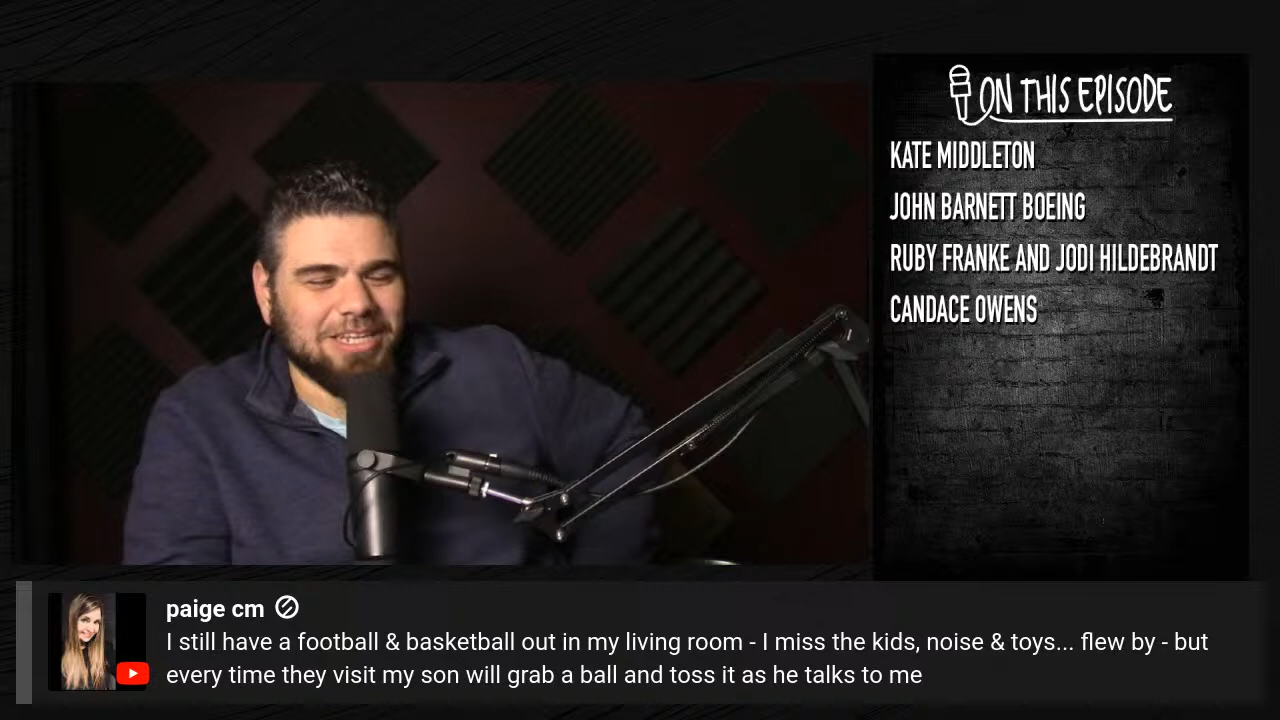 ON THIS EPISODE
KATE MIDDLETON
JOHN BARNETT BOEING
RUBY FRANKE AND JODI HILDEBRANDT
CANDACE OWENS
paige cm
I still have a football & basketball out in my living room - I miss the kids, noise & toys... flew by - but
every time they visit my son will grab a ball and toss it as he talks to me